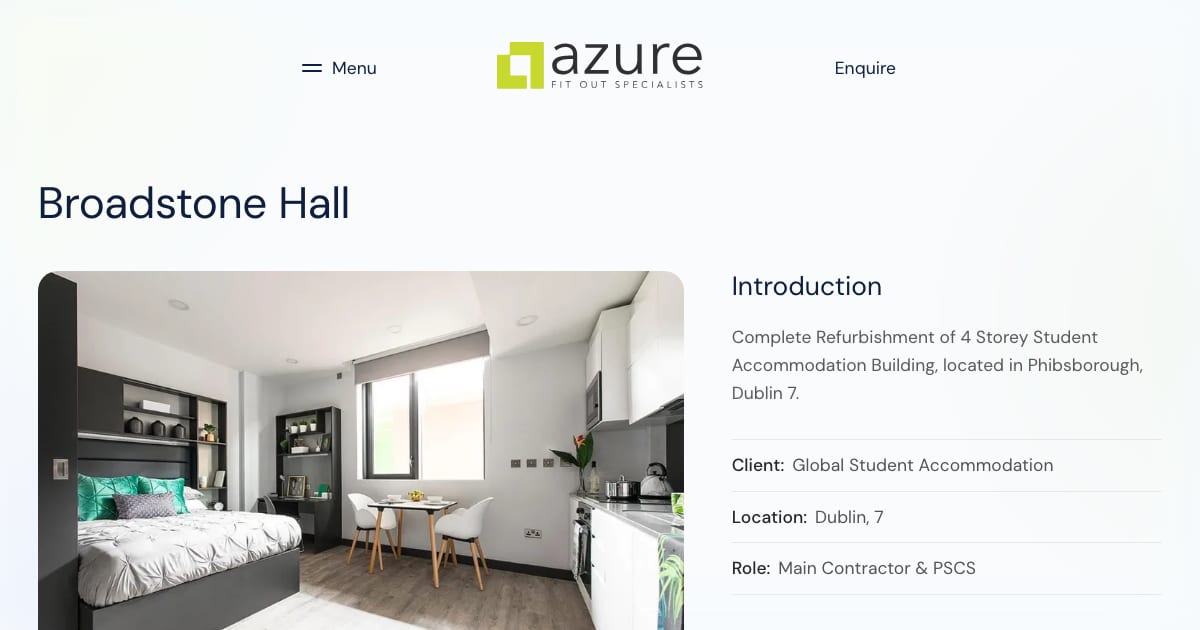 Menu
azure
FIT OUT SPECIALISTS
Enquire
Broadstone Hall
Introduction
Complete Refurbishment of 4 Storey Student
Accommodation Building, located in Phibsborough,
Dublin 7.
Client: Global Student Accommodation
Location: Dublin, 7
Role: Main Contractor & PSCS